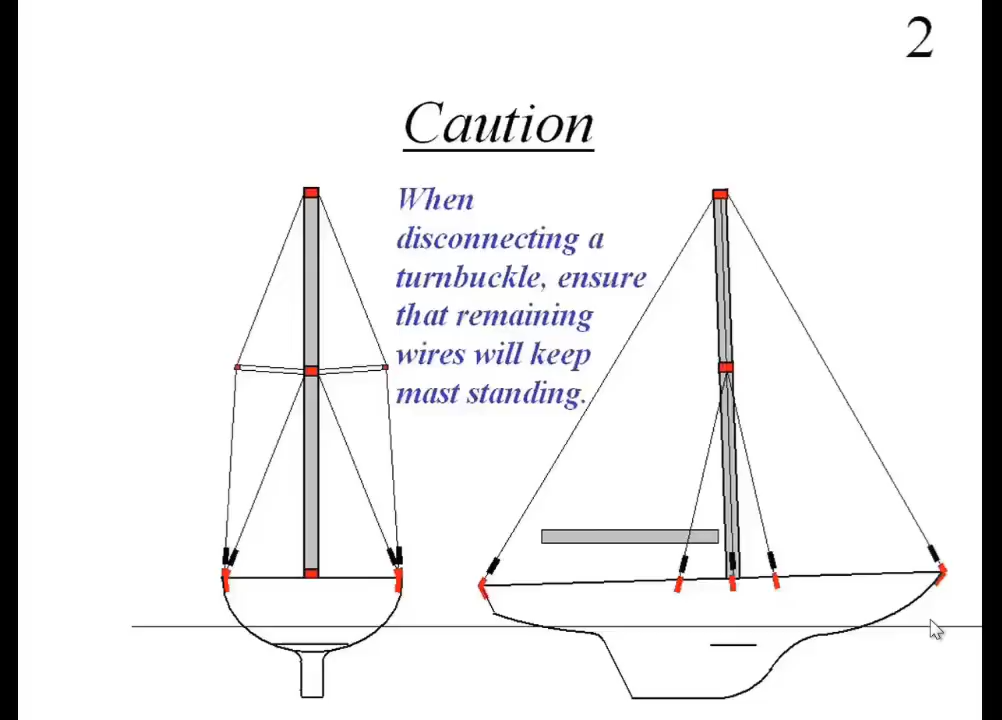 2
Caution
When
disconnecting a
turnbuckle, ensure
that remaining
wires will keep
mast standing.